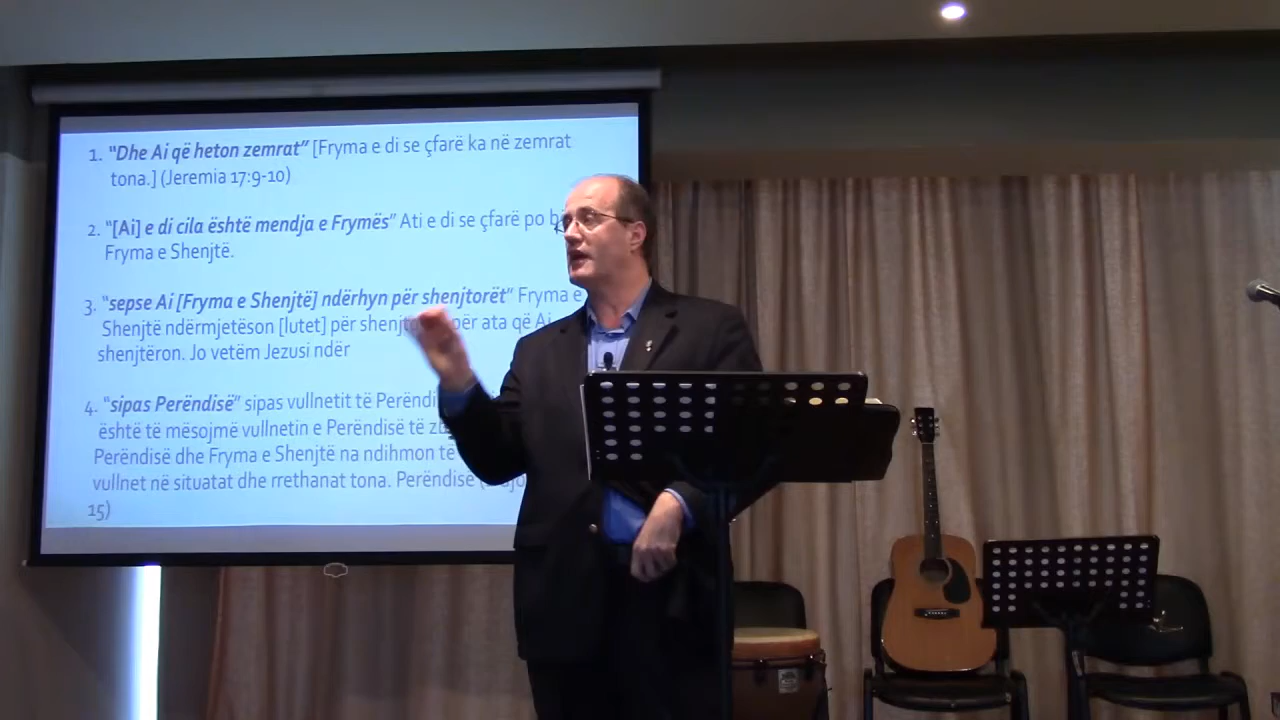 1. "Dhe Ai që heton zemrat" [Fryma e di se çfarë ka në zemrat
tona.] (Jeremia 17:9-10)
2. "[Ai] e di cila është mendja e Frymës" Ati e di se çfarë po
Fryma e Shenjtë.
3. "sepse Ai [Fryma e Shenjtë] ndërhyn për shenjtorët" Fryma e
Shenjtë ndërmjetëson [lutet] për për ata që Ai
shenjtëron. Jo vetëm Jezusi ndër
4. "sipas Perëndisë" sipas vullnetit të
është të mësojmë vullnetin e Perëndisë të
Perëndisë dhe Fryma e Shenjtë na ndihmon të
vullnet në situatat dhe rrethanat tona. Perëndisë
15)